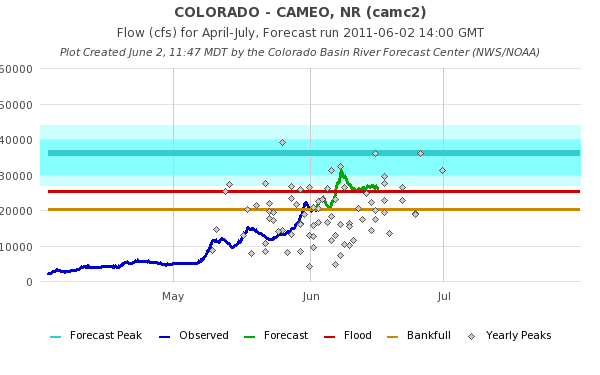 COLORADO - CAMEO, NR (camc2)
Flow (cfs) for April-July, Forecast run 2011-06-02 14:00 GMT
Plot Created June 2, 11:47 MDT by the Colorado Basin River Forecast Center (NWS/NOAA)
60000
50000
40000
30000
20000
10000
0
May Jun Jul
Forecast Peak Observed Forecast Flood Bankfull Yearly Peaks